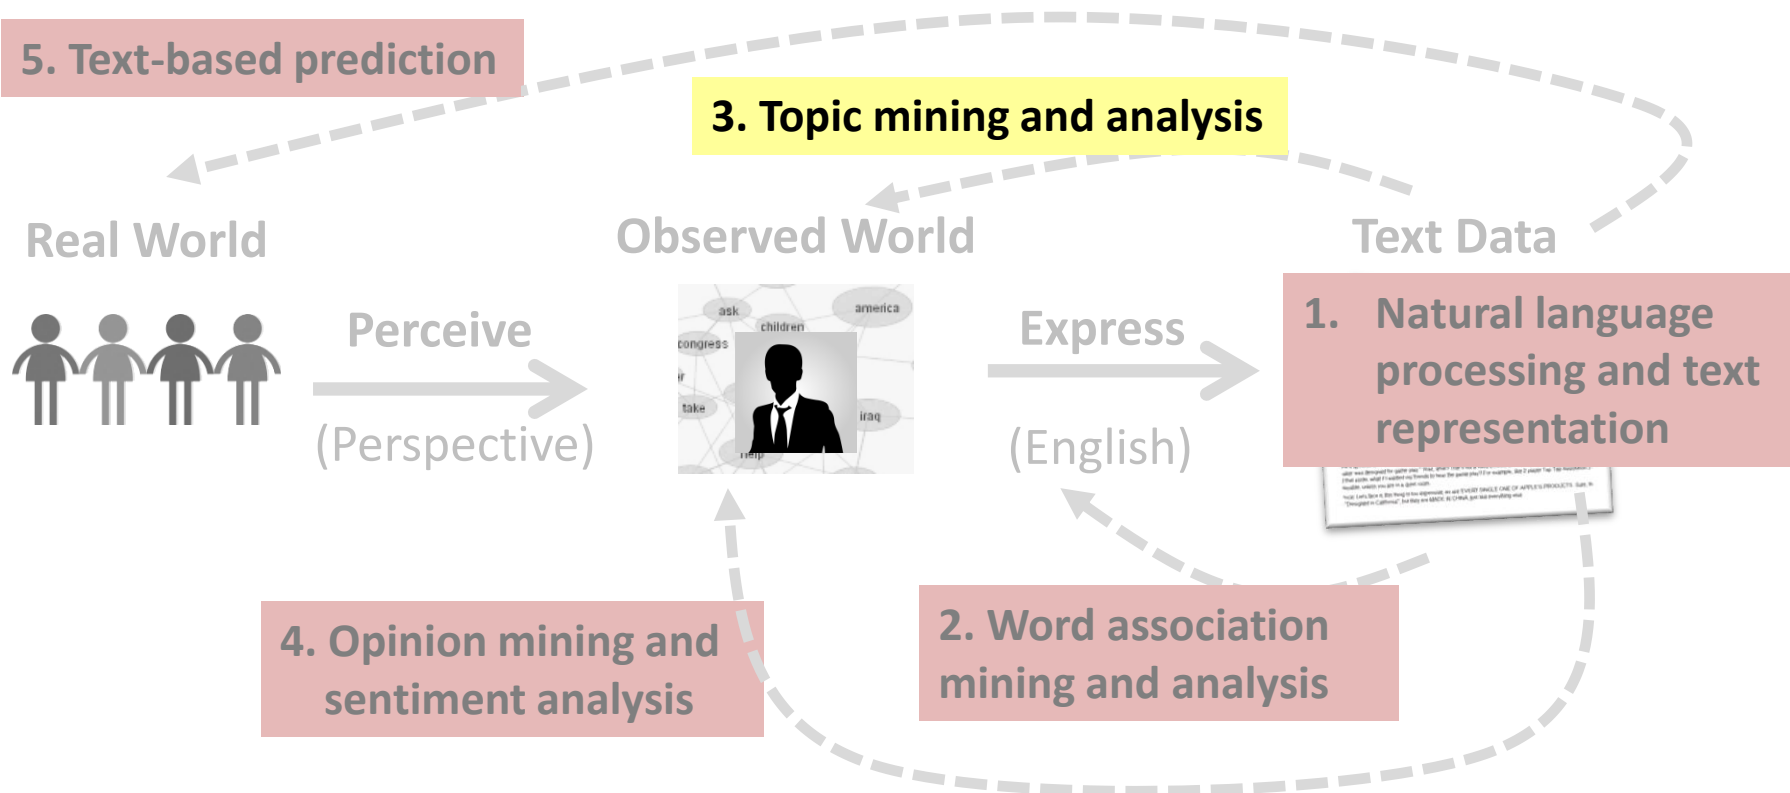 5. Text-based prediction
3. Topic mining and analysis
Real World
Observed World
Text Data
Perceive
(Perspective)
ask
america
children
congress
take
iraq
Express
(English)
1. Natural language
processing and text
representation
4. Opinion mining and
sentiment analysis
2. Word association
mining and analysis